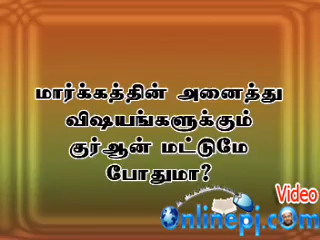 மார்க்கத்தின் அனைத்து
விஷயங்களுக்கும்
குர்ஆன் மட்டுமே
போதுமா?
Video
Onlinepj.com